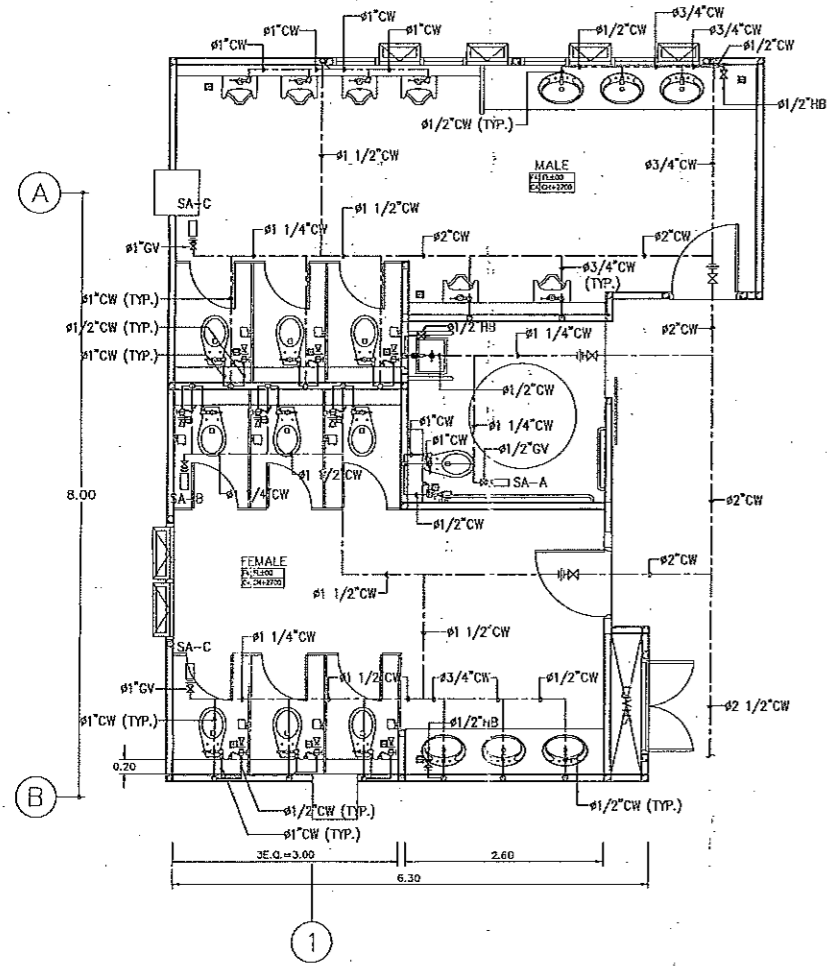 ø3/4"CW
ø1"CW ø1/2"CW ø3/4"CW
ø1"CW ø1"CW ø1/2"CW
ø1/2"HB
ø1/2"CW (TYP.)
ø1 1/2"CW MALE ø3/4"CW
A
SA-C
ø1 1/2"CW
ø1"GV ø1 1/4"CW ø2"CW ø2"CW
ø3/4"CW
(TYP.)
ø1"CW (TYP.)
ø1/2"CW (TYP.) ø1/2"HB ø1 1/4"CW ø2"CW
ø1"CW (TYP.)
ø1/2"CW
ø1"CW ø1 1/4"CW
ø1"CW ø1/2"GV
ø1 1/2"CW
SA-B ø1 1/4"CW SA-A
8.00 ø2"CW
ø1/2"CW
FEMALE
ø2"CW
ø1 1/2"CW
ø1 1/4"CW ø1 1/2"CW
SA-C
ø1 1/2"CW ø3/4"CW ø1/2"CW
ø1"GV
ø2 1/2"CW
ø1"CW (TYP.) ø1/2"HB
0.20
B
ø1/2"CW (TYP.) ø1/2"CW (TYP.)
ø1"CW (TYP.)
3E.Q.=3.00 2.60
6.30
1